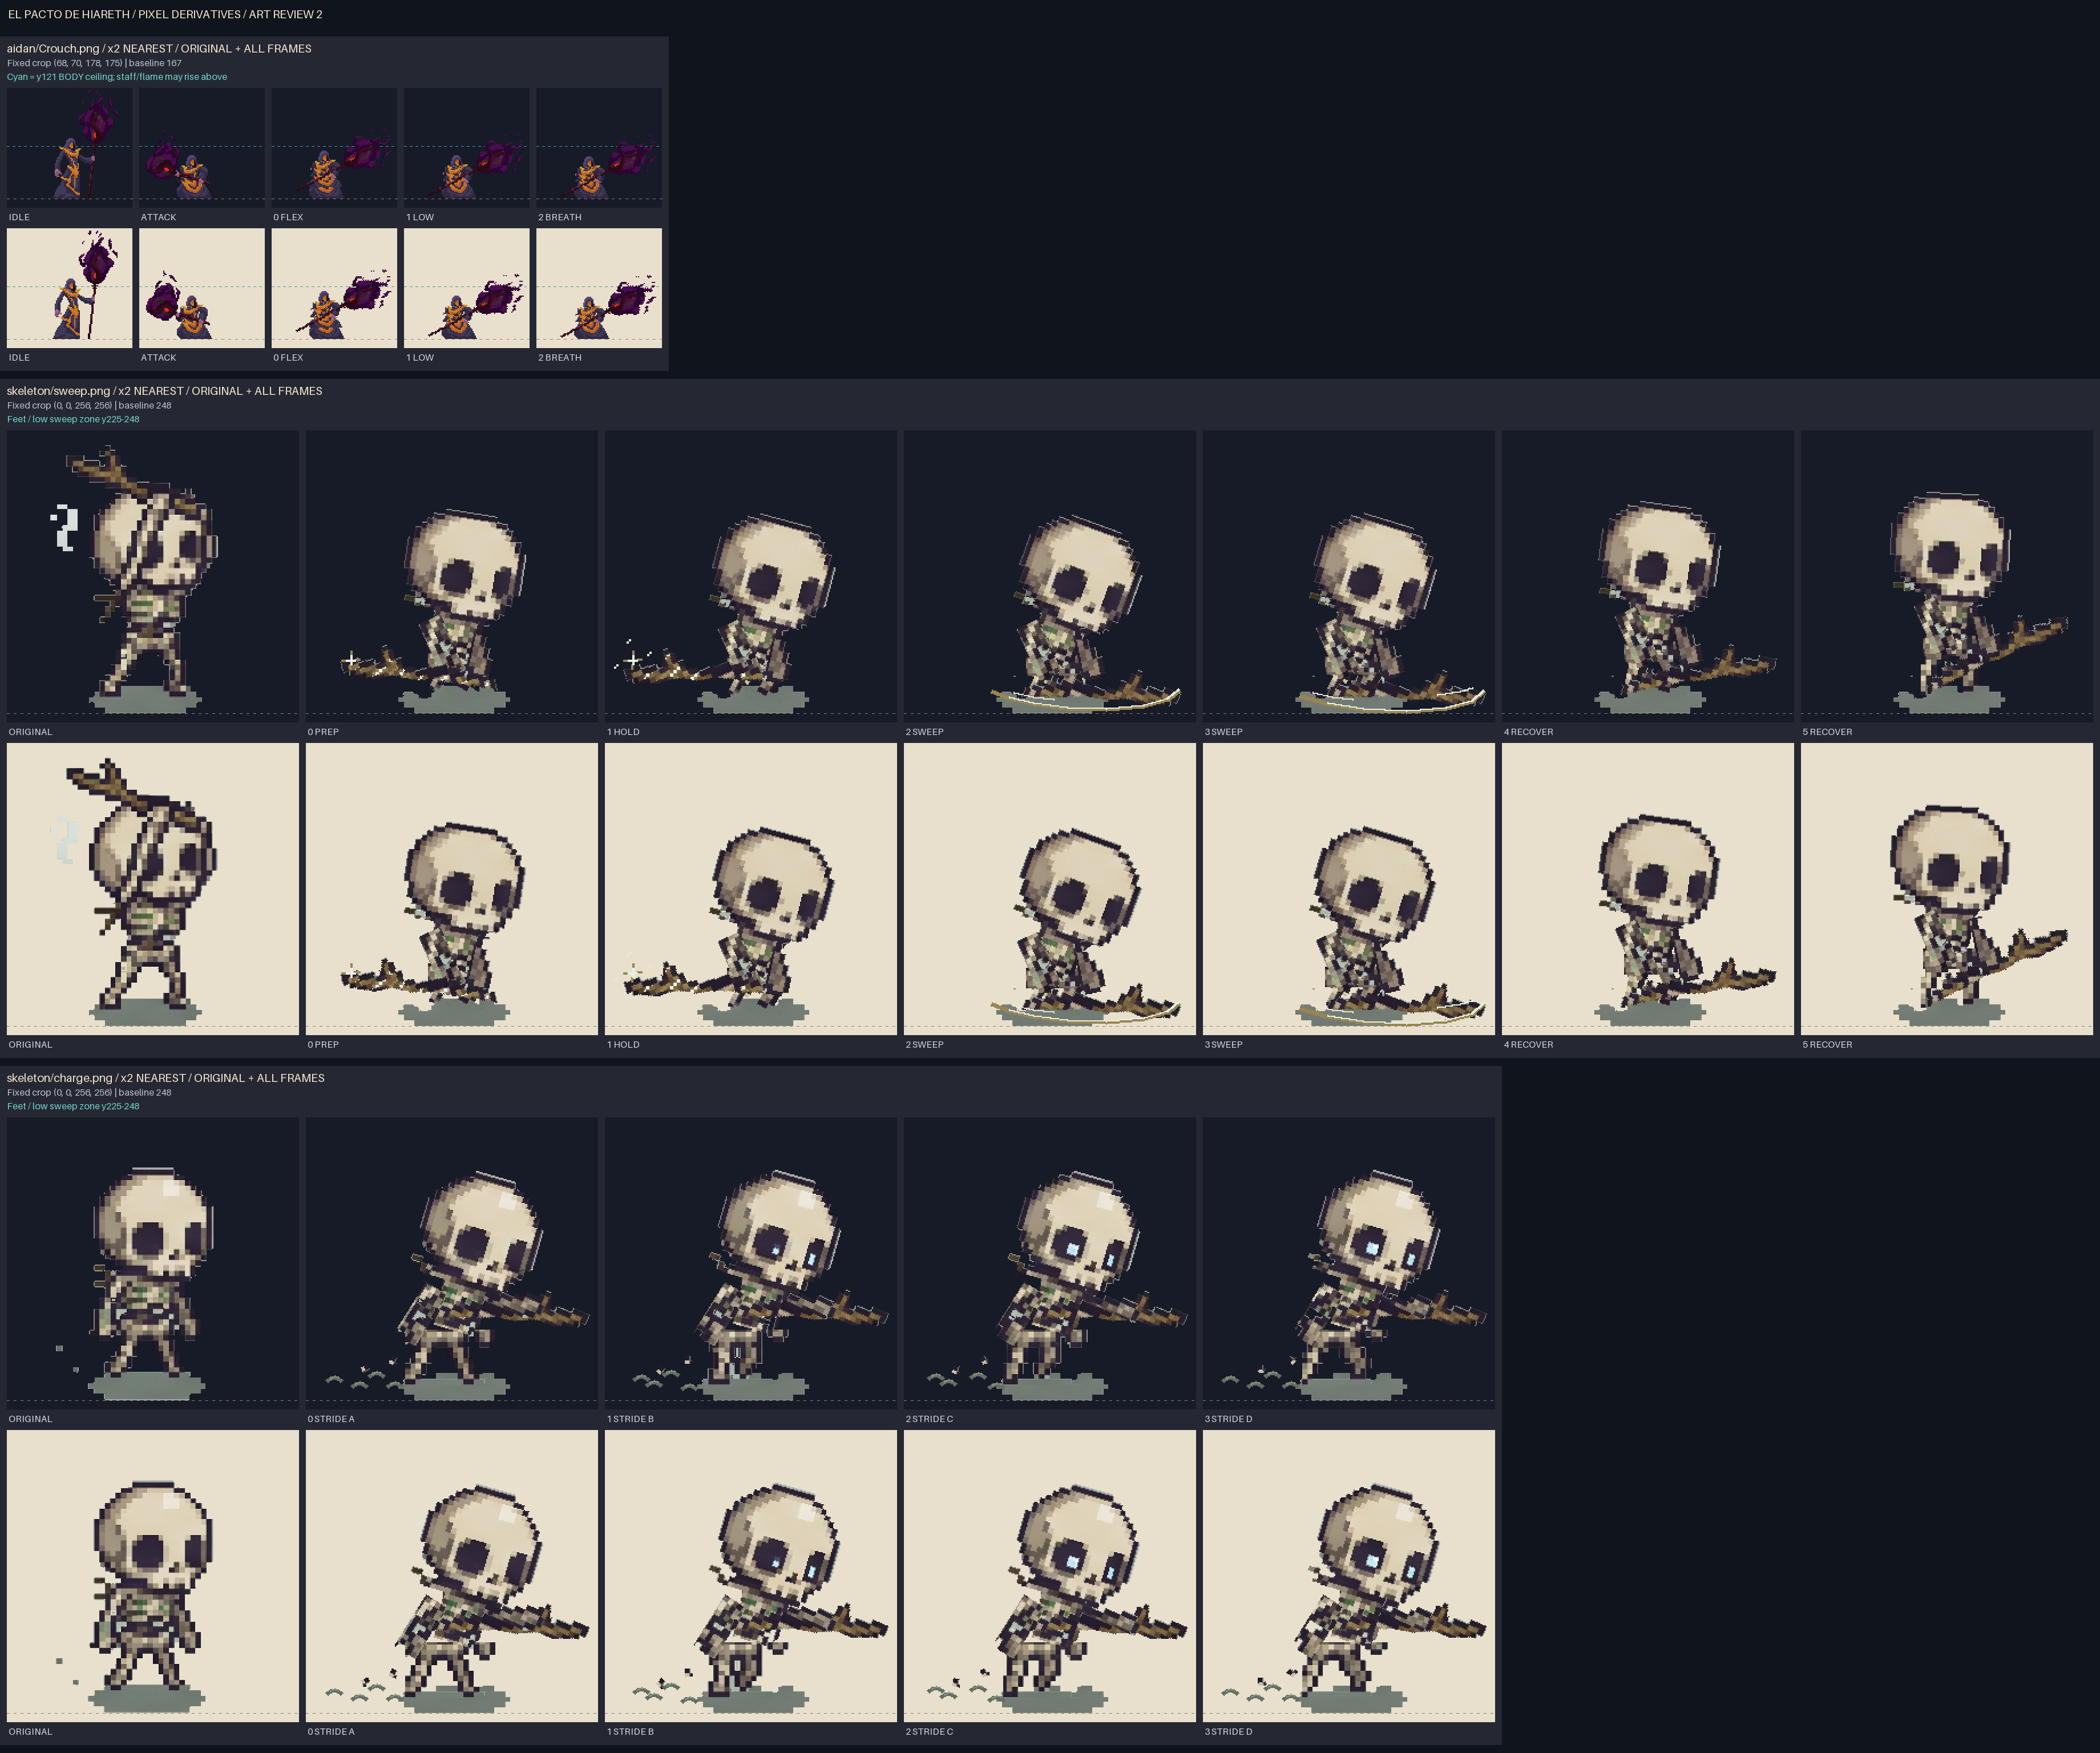 EL PACTO DE HIARETH / PIXEL DERIVATIVES / ART REVIEW 2
aidan/Crouch.png / x2 NEAREST / ORIGINAL + ALL FRAMES
Fixed crop (68, 70, 178, 175) | baseline 167
Cyan = y121 BODY ceiling; staff/flame may rise above
IDLE ATTACK 0 FLEX 1 LOW 2 BREATH
IDLE ATTACK 0 FLEX 1 LOW 2 BREATH
skeleton/sweep.png / x2 NEAREST / ORIGINAL + ALL FRAMES
Fixed crop (0, 0, 256, 256) | baseline 248
Feet / low sweep zone y225-248
ORIGINAL 0 PREP 1 HOLD 2 SWEEP 3 SWEEP 4 RECOVER 5 RECOVER
ORIGINAL 0 PREP 1 HOLD 2 SWEEP 3 SWEEP 4 RECOVER 5 RECOVER
skeleton/charge.png / x2 NEAREST / ORIGINAL + ALL FRAMES
Fixed crop (0, 0, 256, 256) | baseline 248
Feet / low sweep zone y225-248
ORIGINAL 0 STRIDE A 1 STRIDE B 2 STRIDE C 3 STRIDE D
ORIGINAL 0 STRIDE A 1 STRIDE B 2 STRIDE C 3 STRIDE D